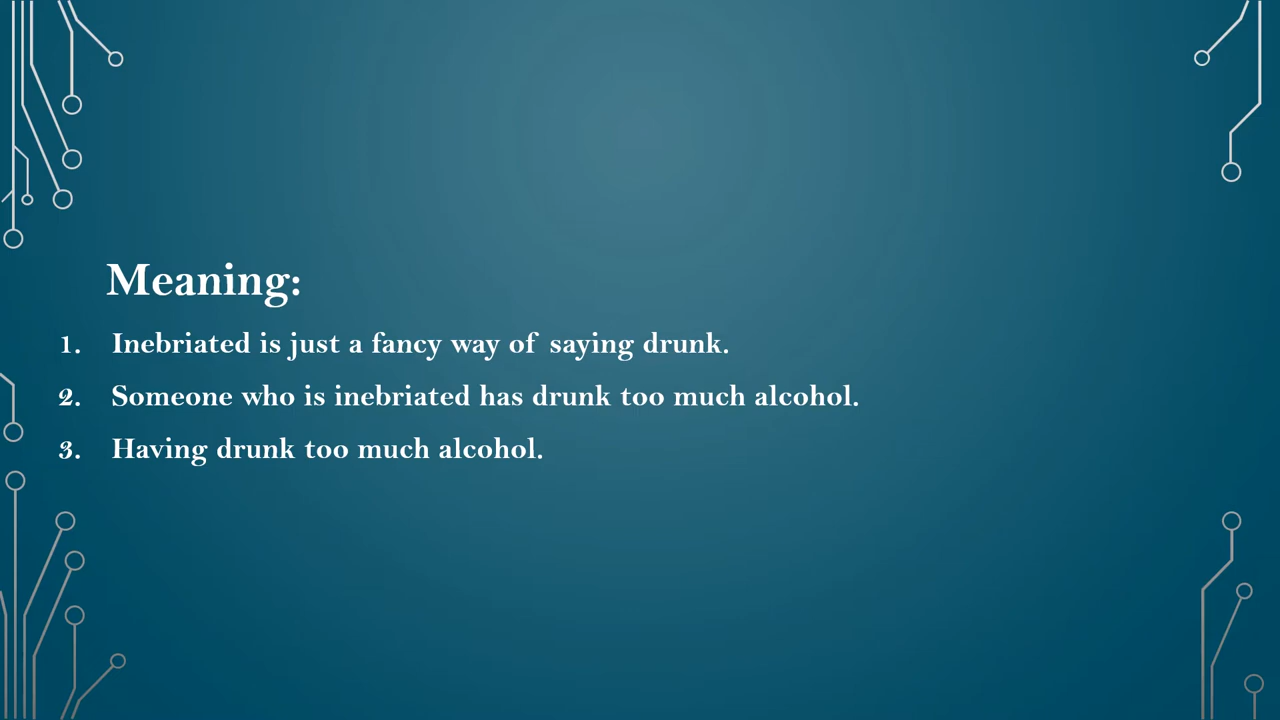 Meaning:
1. Inebriated is just a fancy way of saying drunk.
2. Someone who is inebriated has drunk too much alcohol.
3. Having drunk too much alcohol.